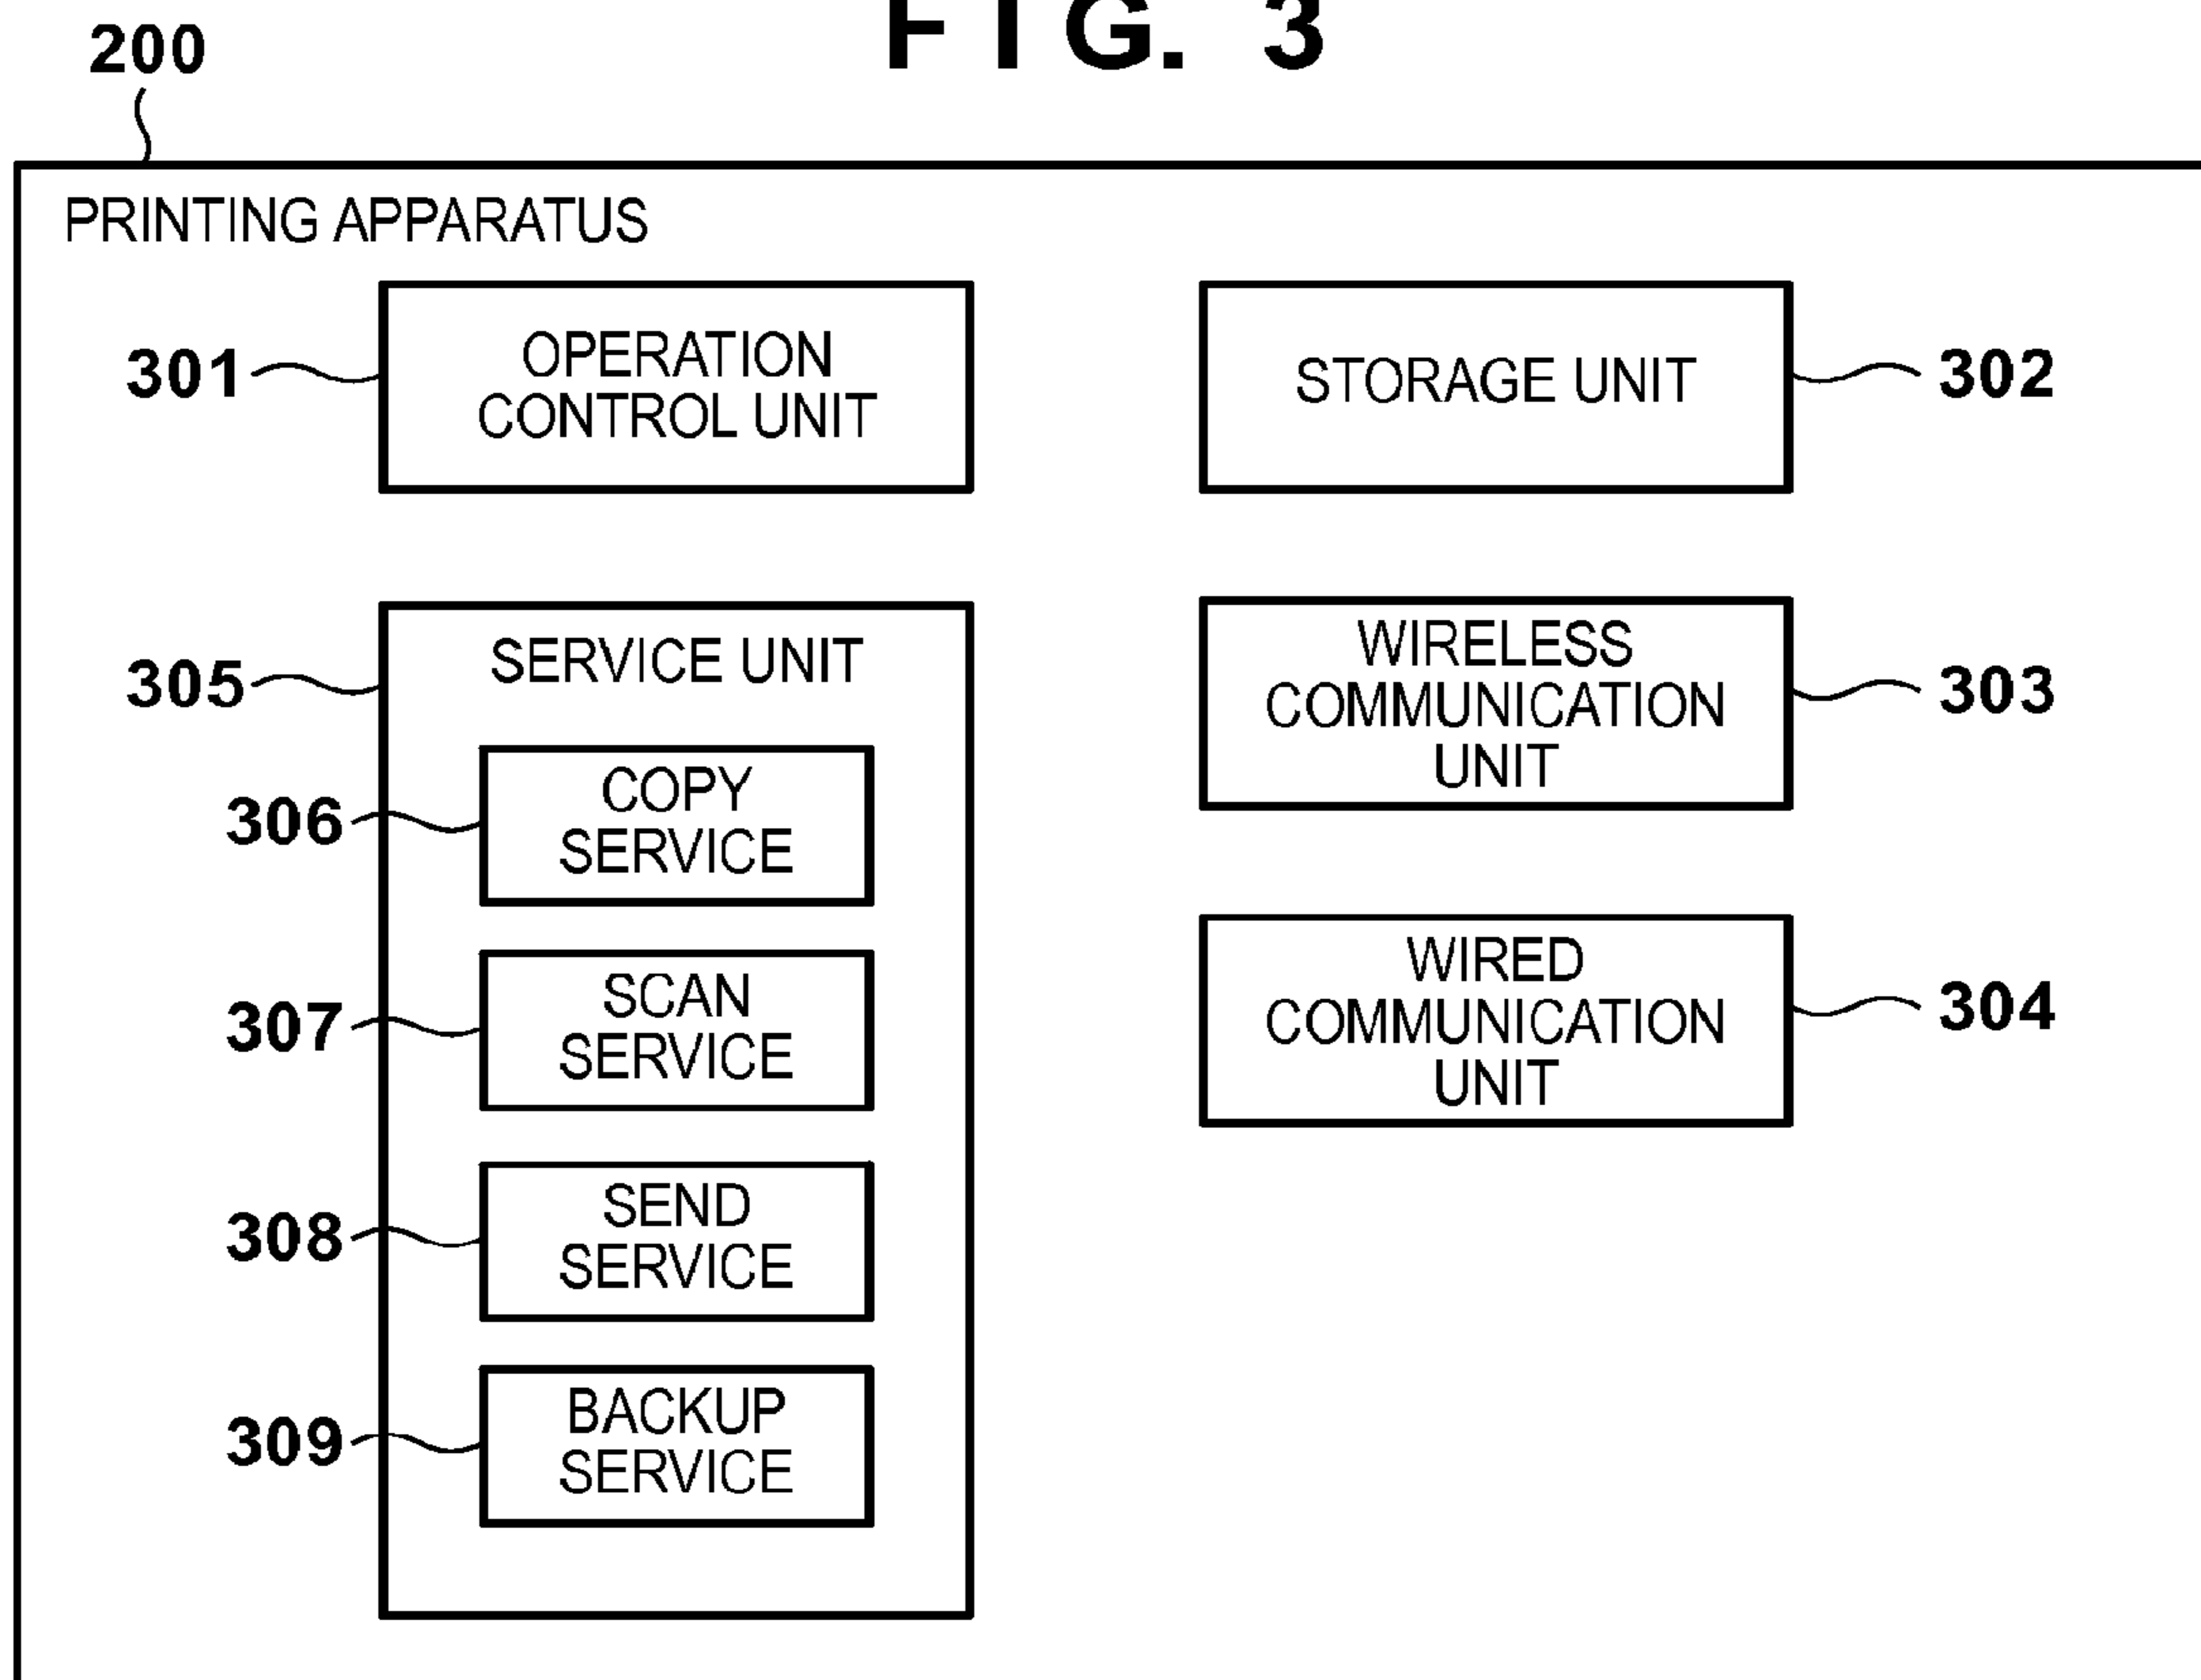 FIG. 3
200
PRINTING APPARATUS
301
OPERATION
CONTROL UNIT
STORAGE UNIT
302
305
SERVICE UNIT
306
COPY
SERVICE
307
SCAN
SERVICE
308
SEND
SERVICE
309
BACKUP
SERVICE
WIRELESS
COMMUNICATION
UNIT
303
WIRED
COMMUNICATION
UNIT
304